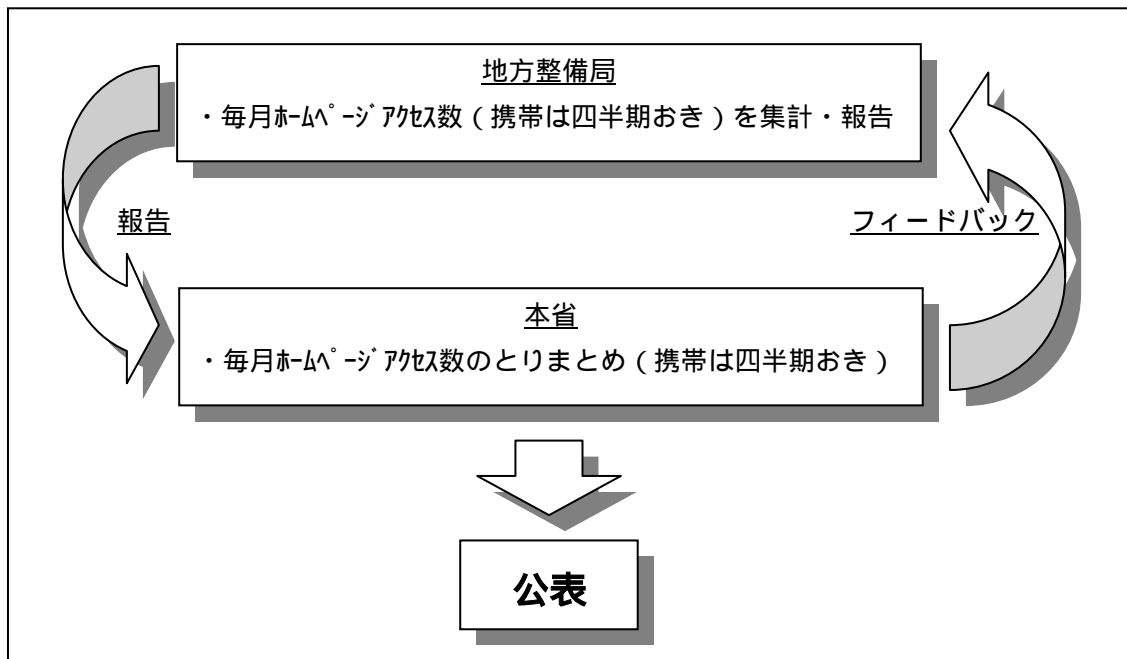 地方整備局
・毎月ﾎｰﾑﾍﾟｰｼﾞｱｸｾｽ数（携帯は四半期おき）を集計・報告
報告
フィードバック
本省
・毎月ﾎｰﾑﾍﾟｰｼﾞｱｸｾｽ数のとりまとめ（携帯は四半期おき）
公表